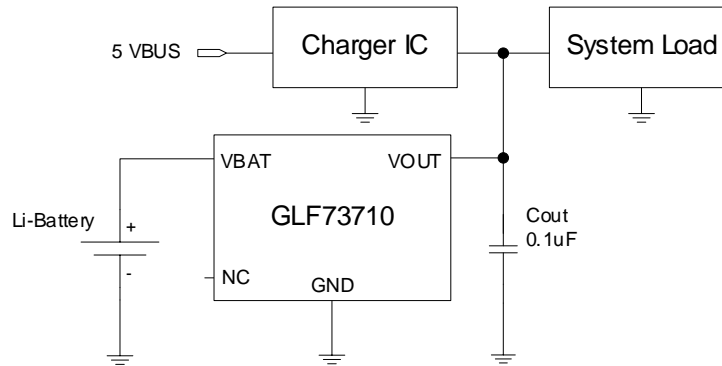 5 VBUS
Charger IC
System Load
VBAT
VOUT
GLF73710
Li-Battery
+
-
NC
GND
Cout
0.1uF